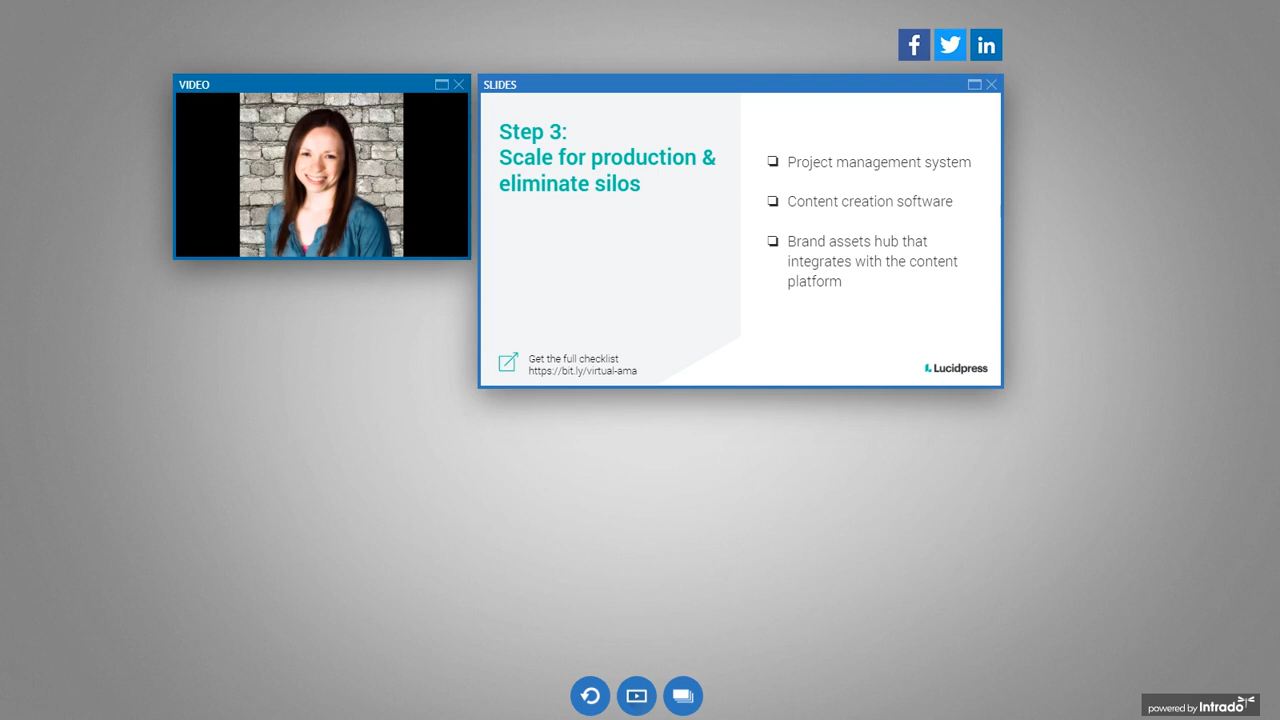 VIDEO
SLIDES
Step 3:
Scale for production &
eliminate silos
❏ Project management system
❏ Content creation software
❏ Brand assets hub that
integrates with the content
platform
Get the full checklist
https://bit.ly/virtual-ama
Lucidpress
powered by Intrado